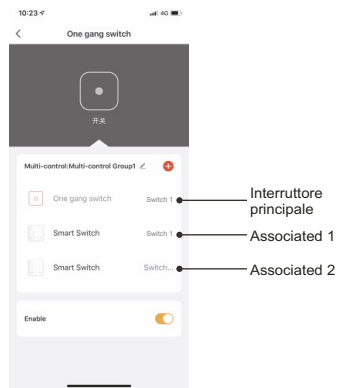 10:23
4G
One gang switch
开关
Multi-control:Multi-control Group1
One gang switch Switch 1
Smart Switch Switch 1
Smart Switch Switch...
Enable
Interruttore
principale
Associated 1
Associated 2